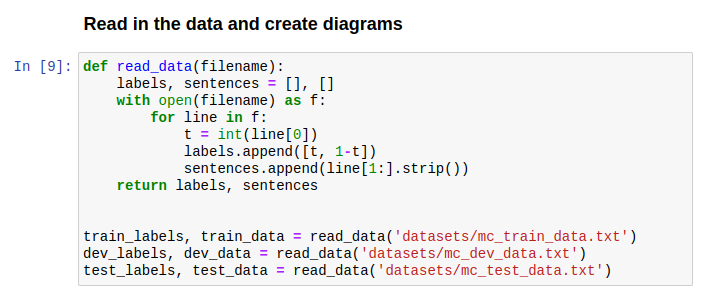 Read in the data and create diagrams
In [9]: def read_data(filename):
    labels, sentences = [], []
    with open(filename) as f:
        for line in f:
            t = int(line[0])
            labels.append([t, 1-t])
            sentences.append(line[1:].strip())
    return labels, sentences
train_labels, train_data = read_data('datasets/mc_train_data.txt')
dev_labels, dev_data = read_data('datasets/mc_dev_data.txt')
test_labels, test_data = read_data('datasets/mc_test_data.txt')